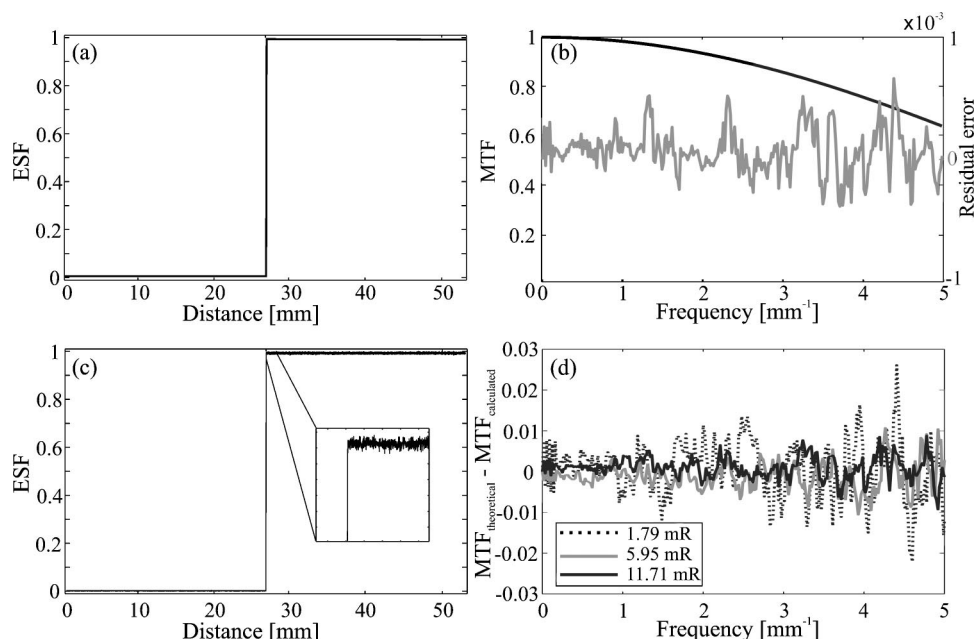 (a)
ESF
1
0.8
0.6
0.4
0.2
0
0 10 20 30 40 50
Distance [mm]
x10⁻³
(b)
MTF
1
0.8
0.6
0.4
0.2
0
0 1 2 3 4 5
Frequency [mm⁻¹]
1
0
-1
Residual error
(c)
ESF
1
0.8
0.6
0.4
0.2
0
0 10 20 30 40 50
Distance [mm]
(d)
MTFtheoretical - MTFcalculated
0.03
0.02
0.01
0
-0.01
-0.02
-0.03
1.79 mR
5.95 mR
11.71 mR
0 1 2 3 4 5
Frequency [mm⁻¹]